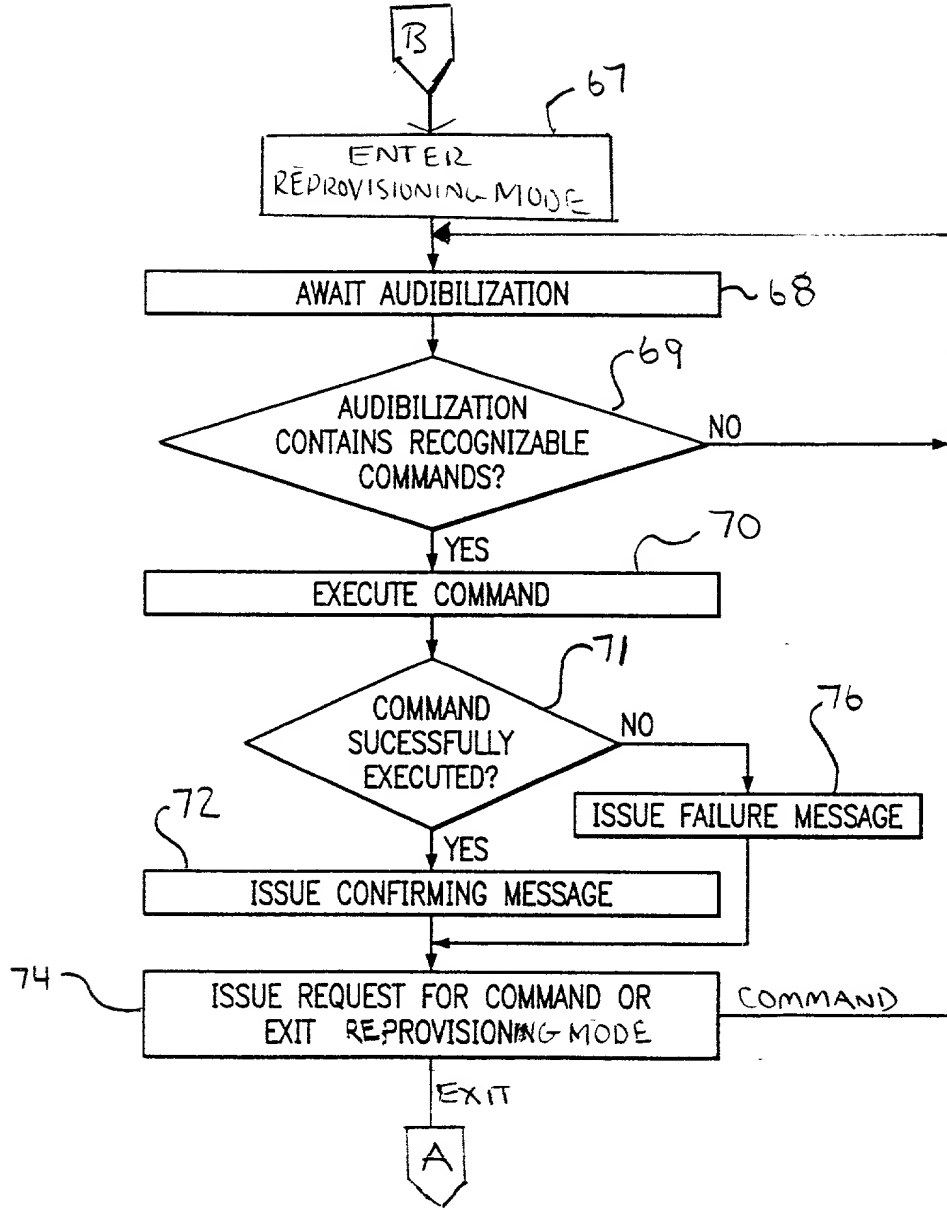 B
67
ENTER
REPROVISIONING MODE
AWAIT AUDIBILIZATION
68
69
AUDIBILIZATION
CONTAINS RECOGNIZABLE
COMMANDS?
NO
YES
70
EXECUTE COMMAND
71
COMMAND
SUCESSFULLY
EXECUTED?
NO
76
ISSUE FAILURE MESSAGE
72
YES
ISSUE CONFIRMING MESSAGE
74
ISSUE REQUEST FOR COMMAND OR
EXIT REPROVISIONING MODE
COMMAND
EXIT
A